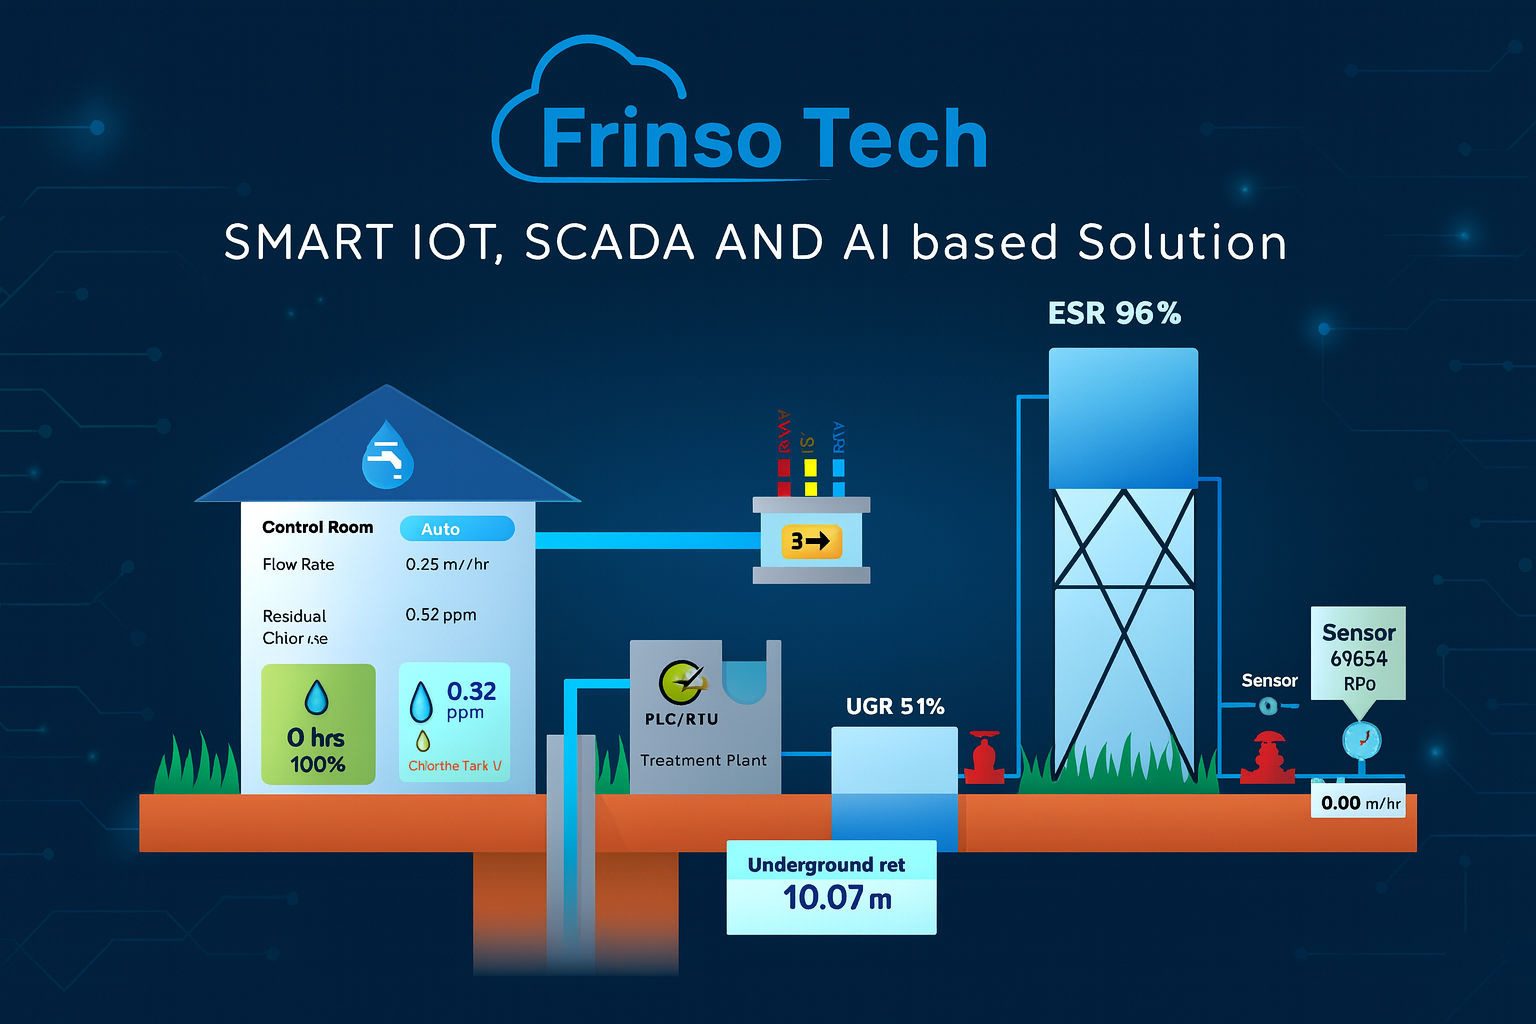 Frinso Tech
SMART IOT, SCADA AND AI based Solution
ESR 96%
Control Room
Auto
Flow Rate
0.25 m//hr
Residual
0.52 ppm
0 hrs
100%
0.32
ppm
Chlorthe Tark V
3→
PLC/RTU
Treatment Plant
UGR 51%
Underground ret
10.07 m
Sensor
Sensor
69654
RPo
0.00 m/hr